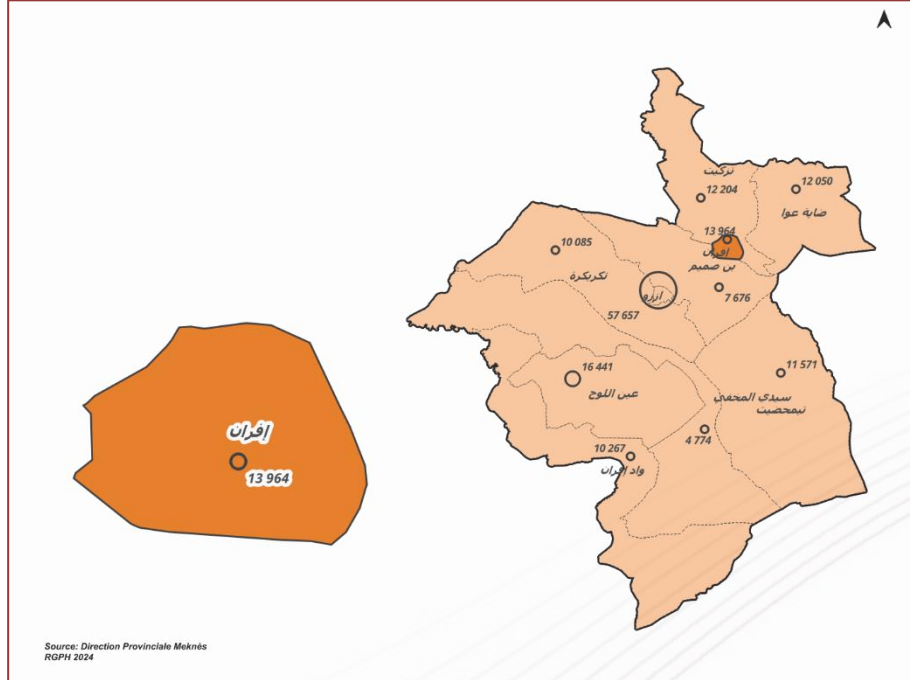 تزكيت
12 204
12 050
ضاية عوا
13 964
إفران
بن صميم
7 676
10 085
تكريكرة
ازرو
57 657
16 441
عين اللوح
11 571
سيدي المخفي
تيمحضيت
4 774
10 267
واد إفران
إفران
13 964
Source: Direction Provinciale Meknès
RGPH 2024